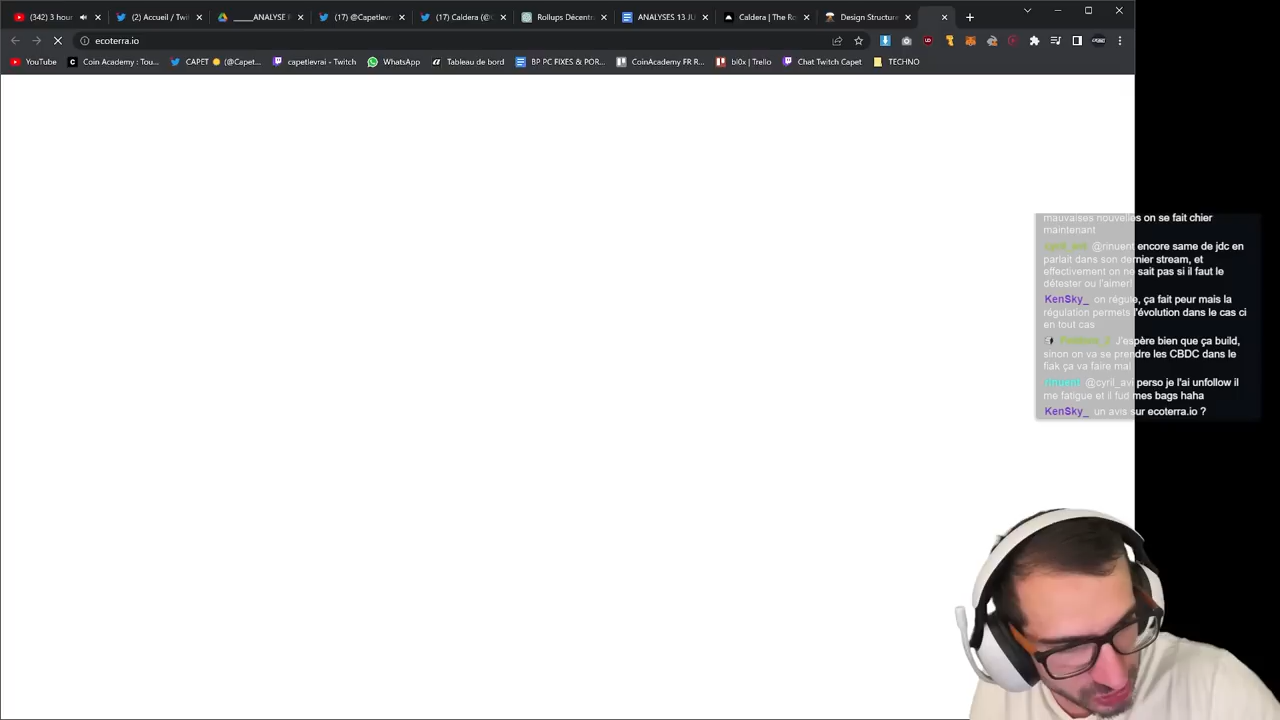 (342) 3 hour
(2) Accueil / Twi
_____ANALYSE F
(17) @Capetlevr
(17) Caldera (@C
Rollups Décentr
ANALYSES 13 JU
Caldera | The Ro
Design Structure
ecoterra.io
YouTube
Coin Academy : Tou...
CAPET (@Capet...
capetlevrai - Twitch
WhatsApp
Tableau de bord
BP PC FIXES & POR...
CoinAcademy FR R...
bl0x | Trello
Chat Twitch Capet
TECHNO
mauvaises nouvelles on se fait chier
maintenant
@rinuent encore same de jdc en
parlait dans son dernier stream, et
effectivement on ne sait pas si il faut le
détester ou l'aimer!
KenSky_ on régule, ça fait peur mais la
régulation permets l'évolution dans le cas ci
en tout cas
J'espère bien que ça build,
sinon on va se prendre les CBDC dans le
fiak ça va faire mal
rinuent @cyril_avi perso je l'ai unfollow il
me fatigue et il fud mes bags haha
KenSky_ un avis sur ecoterra.io ?